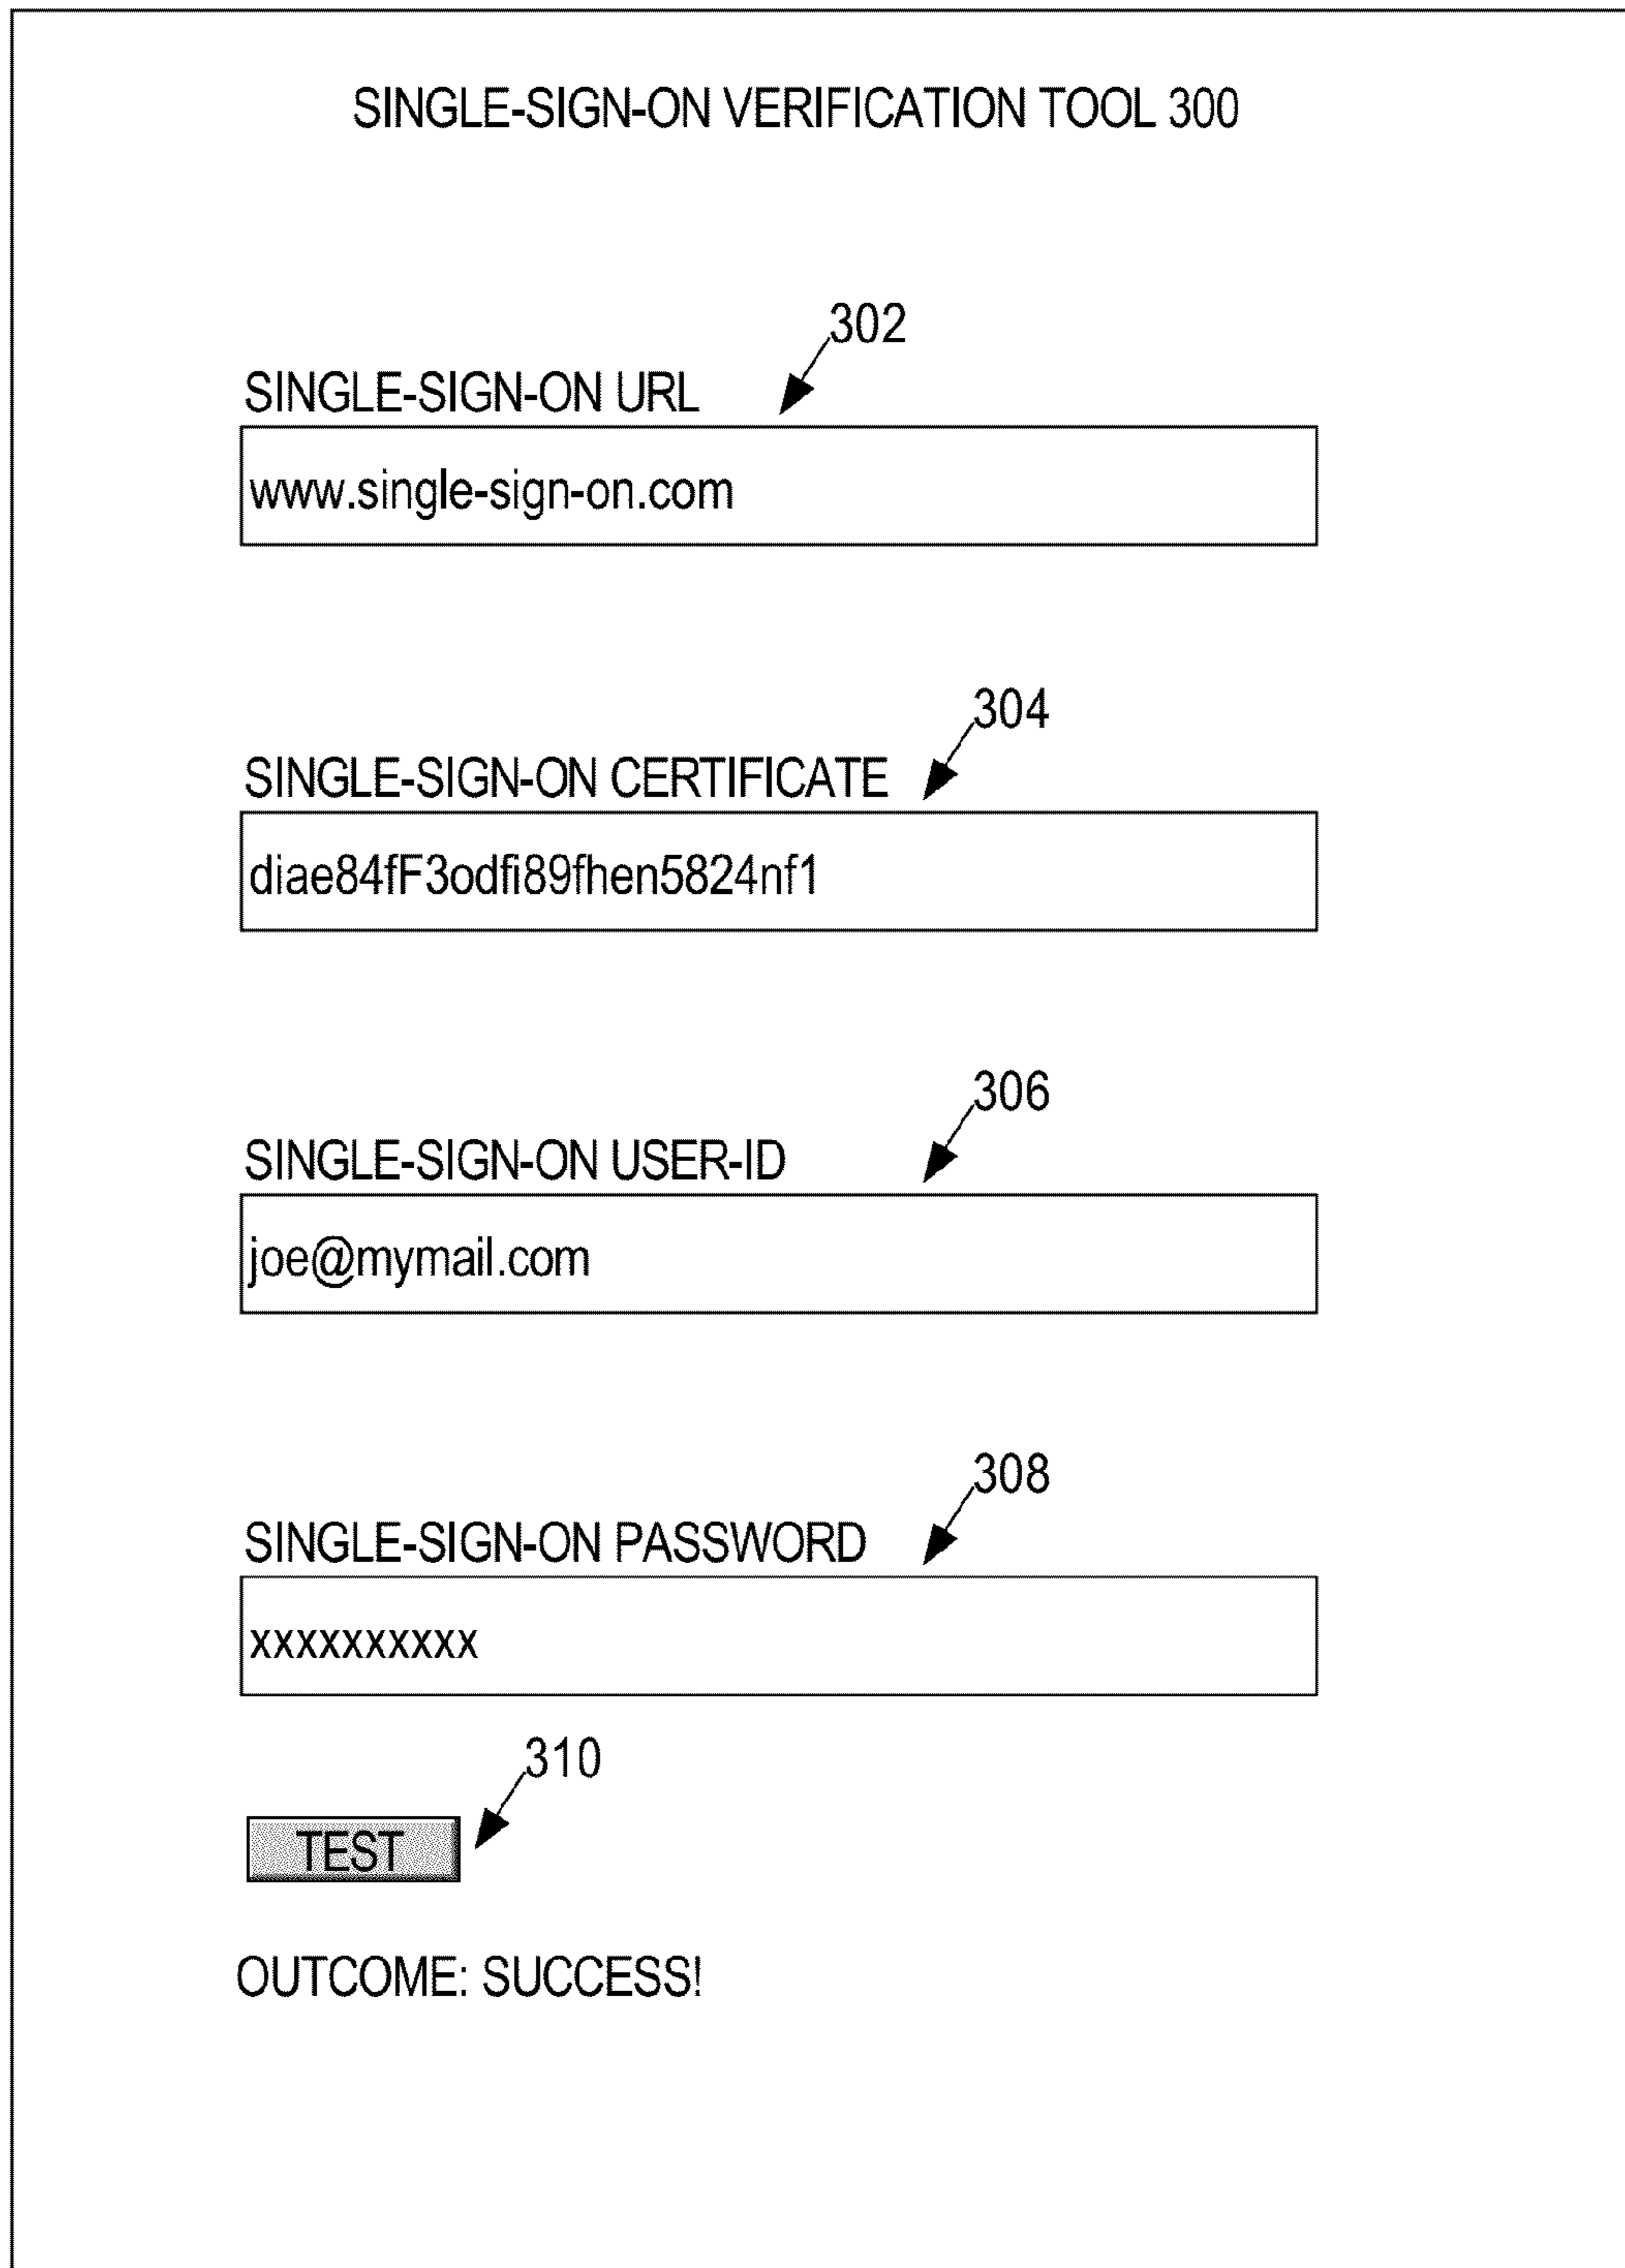 SINGLE-SIGN-ON VERIFICATION TOOL 300
302
SINGLE-SIGN-ON URL
www.single-sign-on.com
304
SINGLE-SIGN-ON CERTIFICATE
diae84fF3odfi89fhen5824nf1
306
SINGLE-SIGN-ON USER-ID
joe@mymail.com
308
SINGLE-SIGN-ON PASSWORD
xxxxxxxxxx
310
TEST
OUTCOME: SUCCESS!